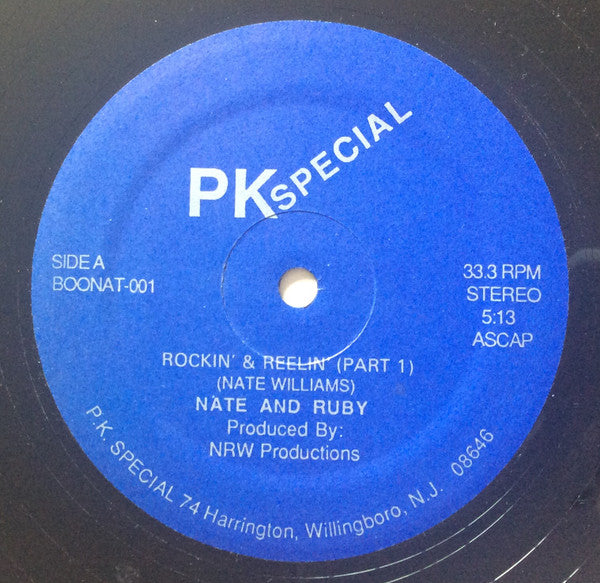 PK SPECIAL
SIDE A
BOONAT-001
33.3 RPM
STEREO
5:13
ASCAP
ROCKIN' & REELIN' (PART 1)
(NATE WILLIAMS)
NATE AND RUBY
Produced By:
NRW Productions
P.K. SPECIAL 74 Harrington, Willingboro, N.J. 08646